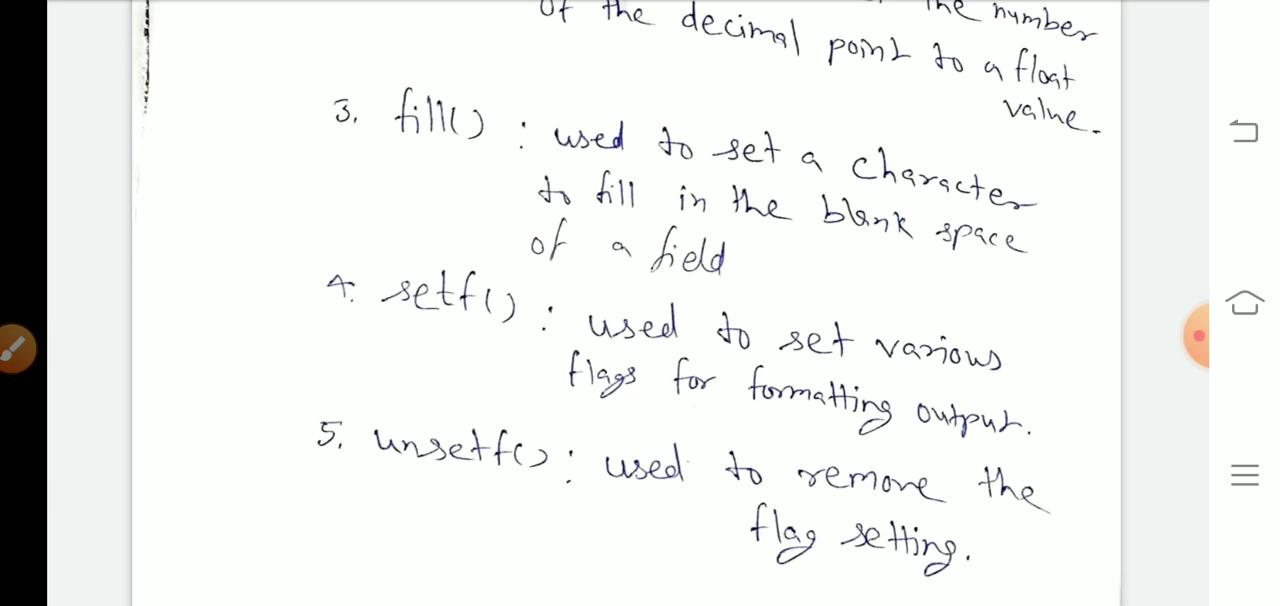 of the decimal point to a float
the number
value.
3. fill() : used to set a character
to fill in the blank space
of a field
4. setf() : used to set various
flags for formatting output.
5. unsetf() : used to remove the
flag setting.